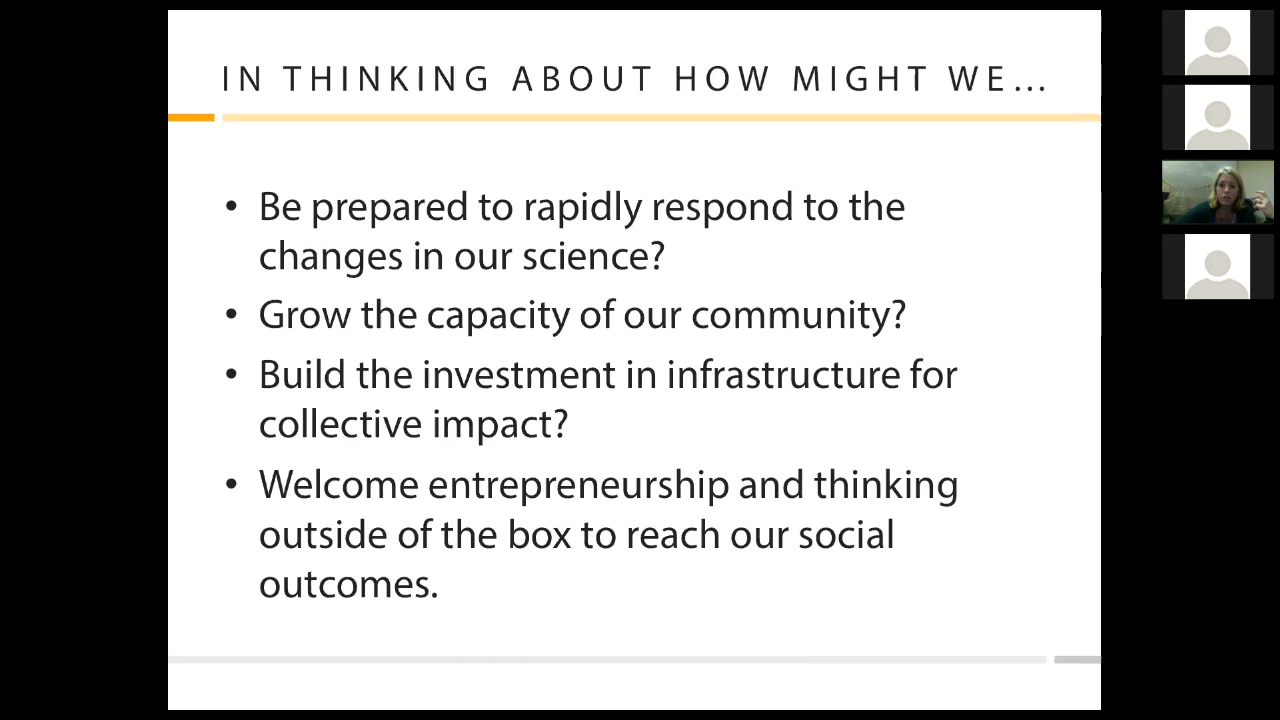 IN THINKING ABOUT HOW MIGHT WE...
• Be prepared to rapidly respond to the
changes in our science?
• Grow the capacity of our community?
• Build the investment in infrastructure for
collective impact?
• Welcome entrepreneurship and thinking
outside of the box to reach our social
outcomes.